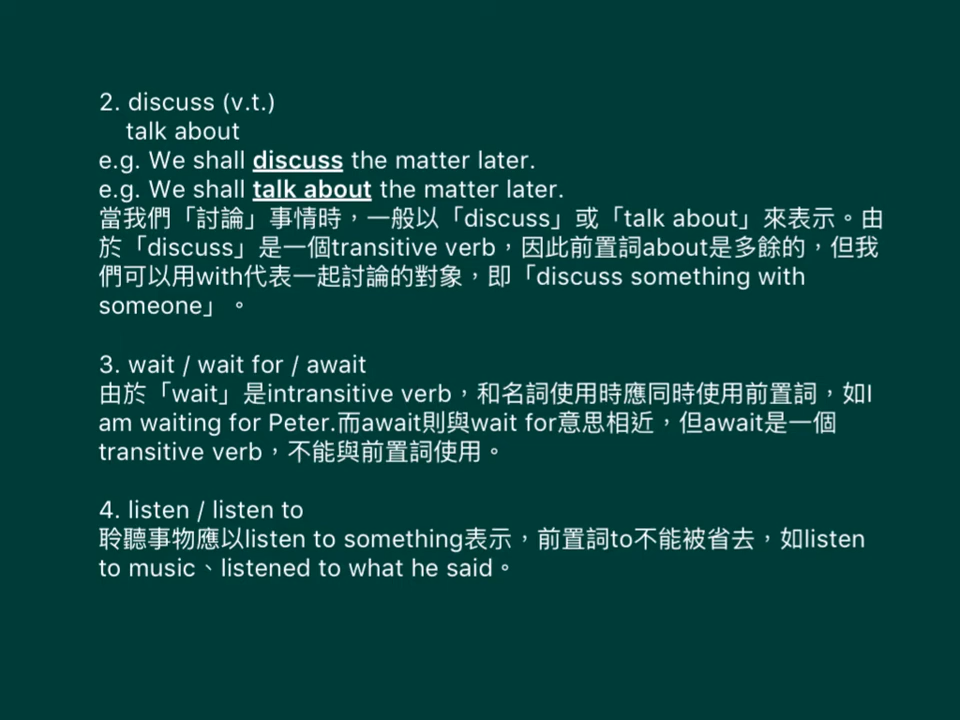 2. discuss (v.t.)
talk about
e.g. We shall discuss the matter later.
e.g. We shall talk about the matter later.
當我們「討論」事情時，一般以「discuss」或「talk about」來表示。由
於「discuss」是一個transitive verb，因此前置詞about是多餘的，但我
們可以用with代表一起討論的對象，即「discuss something with
someone」。
3. wait / wait for / await
由於「wait」是intransitive verb，和名詞使用時應同時使用前置詞，如I
am waiting for Peter.而await則與wait for意思相近，但await是一個
transitive verb，不能與前置詞使用。
4. listen / listen to
聆聽事物應以listen to something表示，前置詞to不能被省去，如listen
to music、listened to what he said。